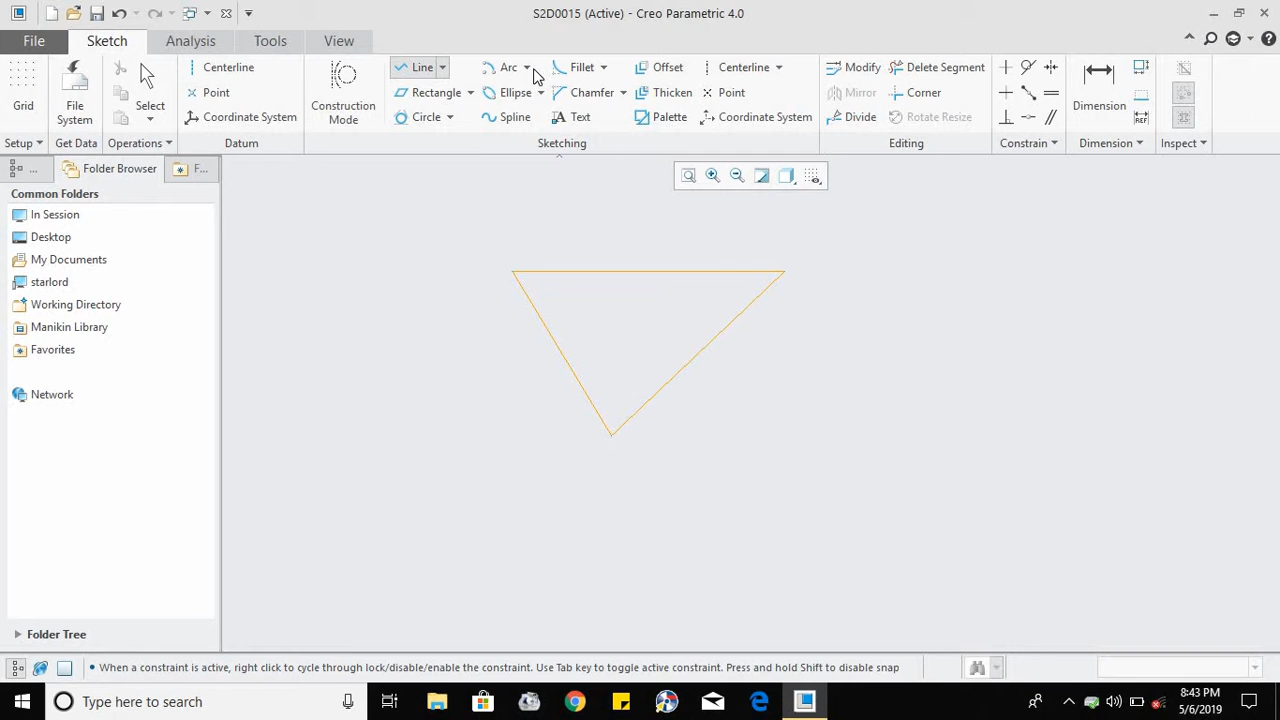 S2D0015 (Active) - Creo Parametric 4.0
File Sketch Analysis Tools View
Grid
File System
Select
Centerline
Point
Coordinate System
Construction Mode
Line Arc Fillet Offset Centerline
Rectangle Ellipse Chamfer Thicken Point
Circle Spline Text Palette Coordinate System
Modify Delete Segment
Mirror Corner
Divide Rotate Resize
Dimension
REF
Setup Get Data Operations Datum Sketching Editing Constrain Dimension Inspect
... Folder Browser F...
Common Folders
In Session
Desktop
My Documents
starlord
Working Directory
Manikin Library
Favorites
Network
Folder Tree
• When a constraint is active, right click to cycle through lock/disable/enable the constraint. Use Tab key to toggle active constraint. Press and hold Shift to disable snap
Type here to search
8:43 PM
5/6/2019